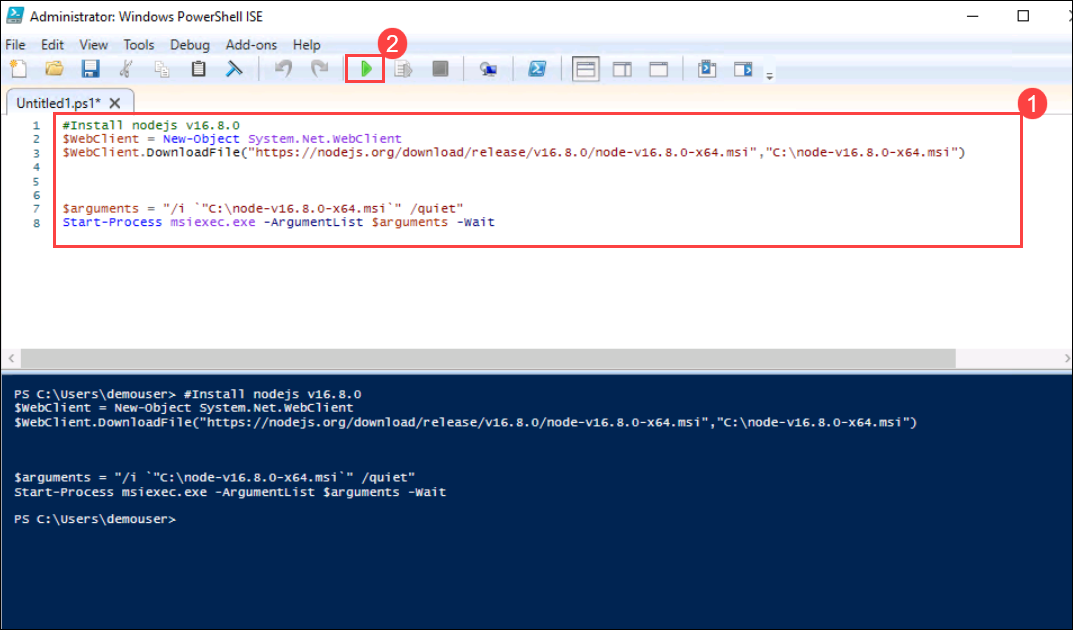 Administrator: Windows PowerShell ISE
File Edit View Tools Debug Add-ons Help
2
Untitled1.ps1*
1
1 #Install nodejs v16.8.0
2 $WebClient = New-Object System.Net.WebClient
3 $WebClient.DownloadFile("https://nodejs.org/download/release/v16.8.0/node-v16.8.0-x64.msi","C:\node-v16.8.0-x64.msi")
4
5
6
7 $arguments = "/i `"C:\node-v16.8.0-x64.msi`" /quiet"
8 Start-Process msiexec.exe -ArgumentList $arguments -Wait
PS C:\Users\demouser> #Install nodejs v16.8.0
$WebClient = New-Object System.Net.WebClient
$WebClient.DownloadFile("https://nodejs.org/download/release/v16.8.0/node-v16.8.0-x64.msi","C:\node-v16.8.0-x64.msi")
$arguments = "/i `"C:\node-v16.8.0-x64.msi`" /quiet"
Start-Process msiexec.exe -ArgumentList $arguments -Wait
PS C:\Users\demouser>